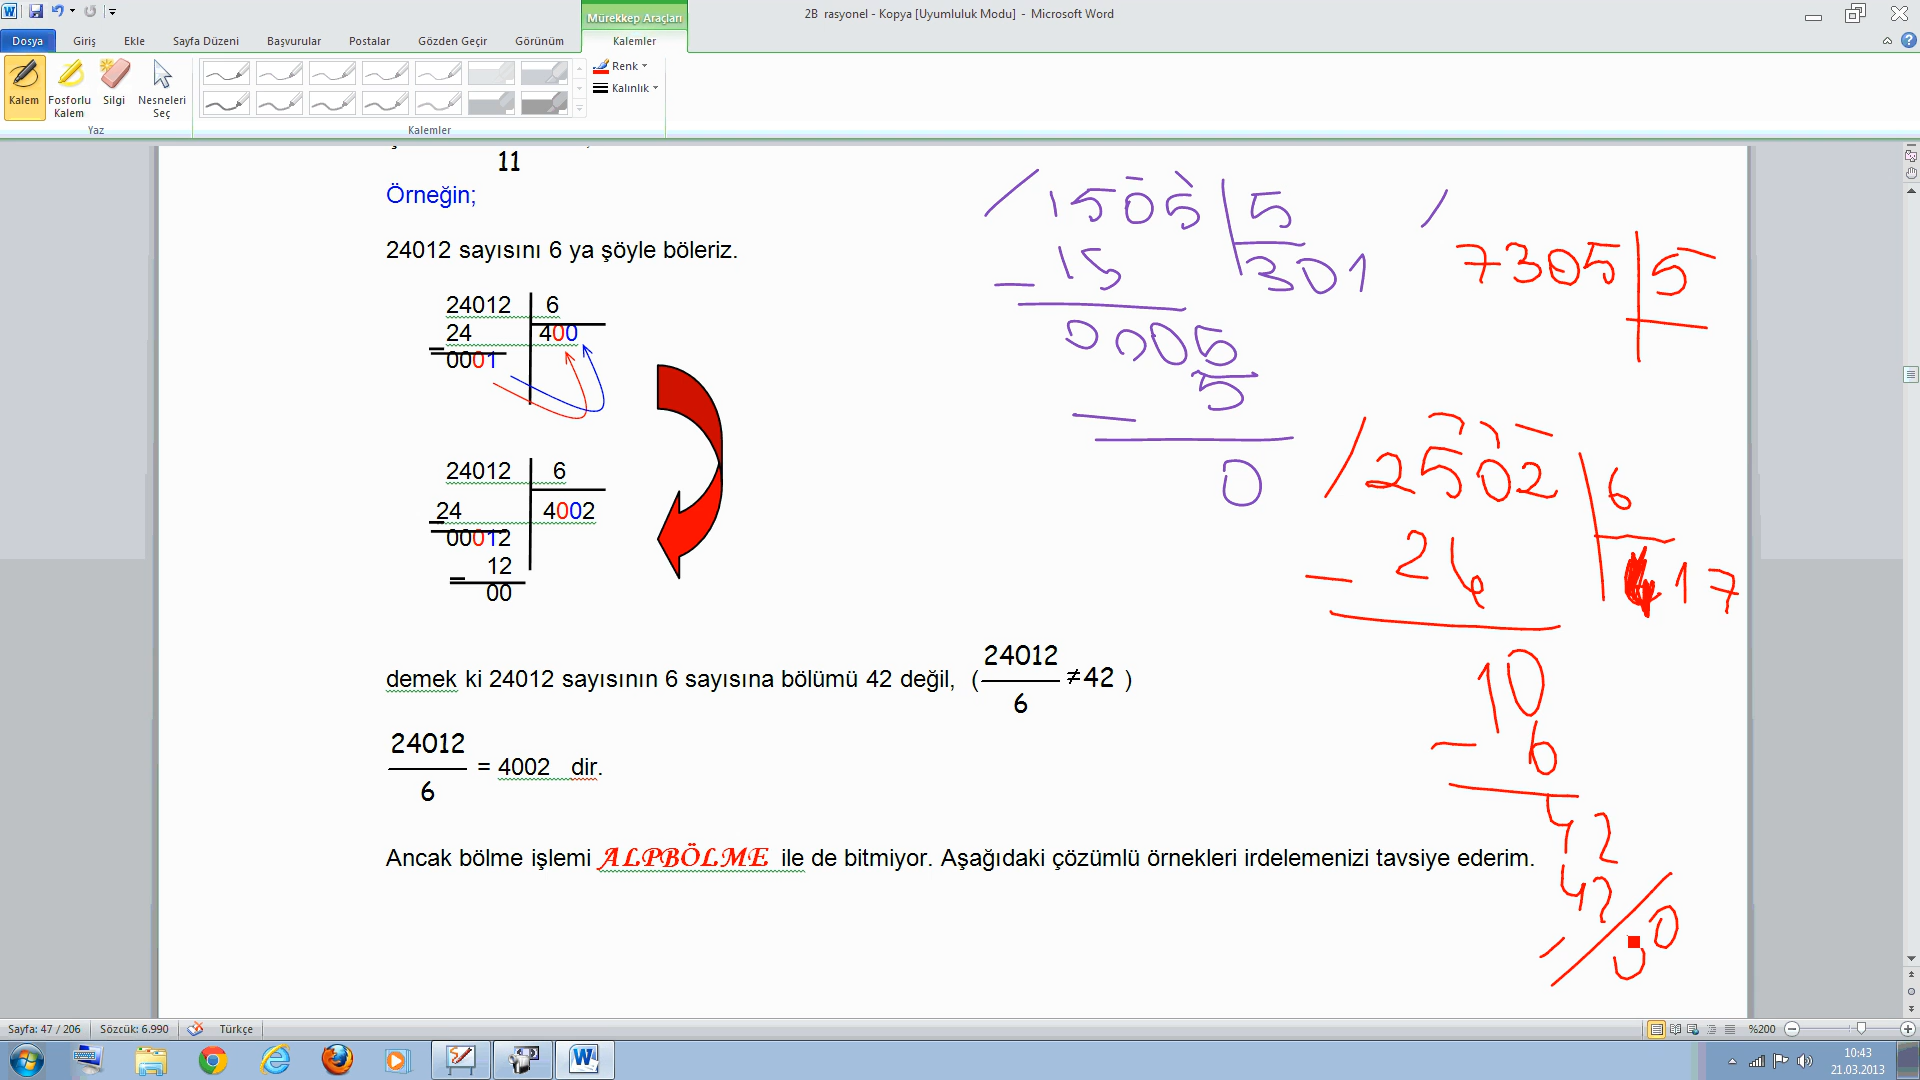 2B rasyonel - Kopya [Uyumluluk Modu] - Microsoft Word
Mürekkep Araçları
Dosya Giriş Ekle Sayfa Düzeni Başvurular Postalar Gözden Geçir Görünüm Kalemler
Kalem Fosforlu Kalem Silgi Nesneleri Seç
Renk
Kalınlık
Yaz Kalemler
11
Örneğin;
24012 sayısını 6 ya şöyle böleriz.
24012 6
24 400
0001
24012 6
24 4002
00012
12
00
demek ki 24012 sayısının 6 sayısına bölümü 42 değil, ( 24012 / 6 ≠ 42 )
24012 / 6 = 4002 dir.
Ancak bölme işlemi ALPBÖLME ile de bitmiyor. Aşağıdaki çözümlü örnekleri irdelemenizi tavsiye ederim.
1505 5
- 15 301
0005
- 5
0
7305 5
2502 6
- 24 417
10
- 6
42
- 42
00
Sayfa: 47 / 206 Sözcük: 6.990 Türkçe %200
10:43
21.03.2013